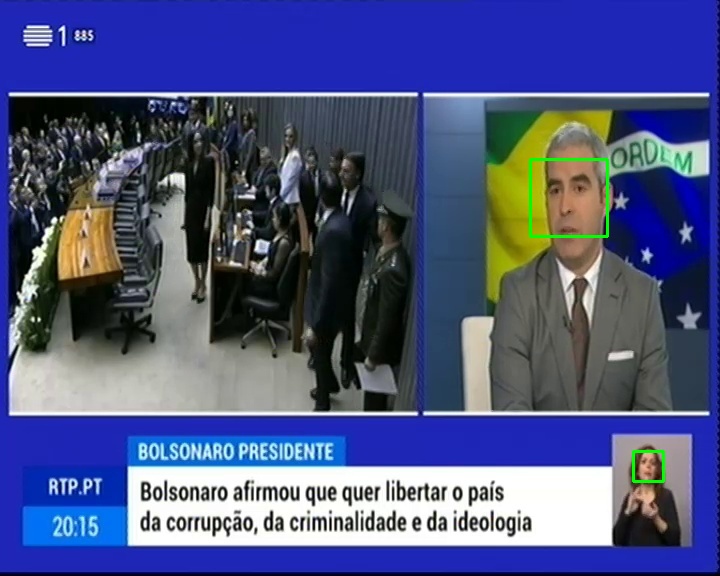 1 885
ORDEM
BOLSONARO PRESIDENTE
RTP.PT
Bolsonaro afirmou que quer libertar o país
20:15
da corrupção, da criminalidade e da ideologia